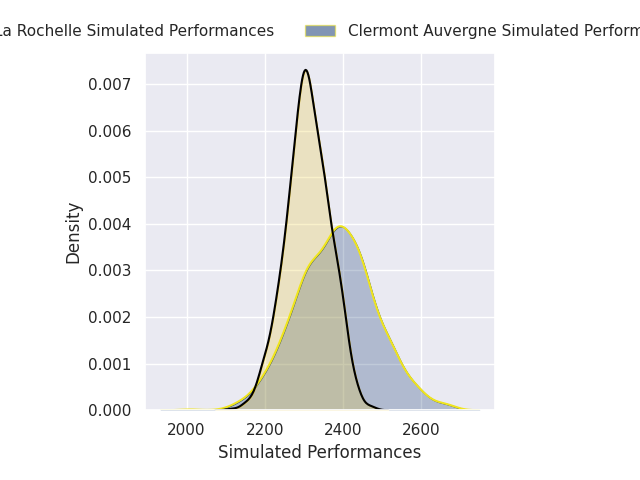 La Rochelle Simulated Performances Clermont Auvergne Simulated Perform
0.007
0.006
0.005
0.004
0.003
0.002
0.001
0.000
Density
2000 2200 2400 2600
Simulated Performances